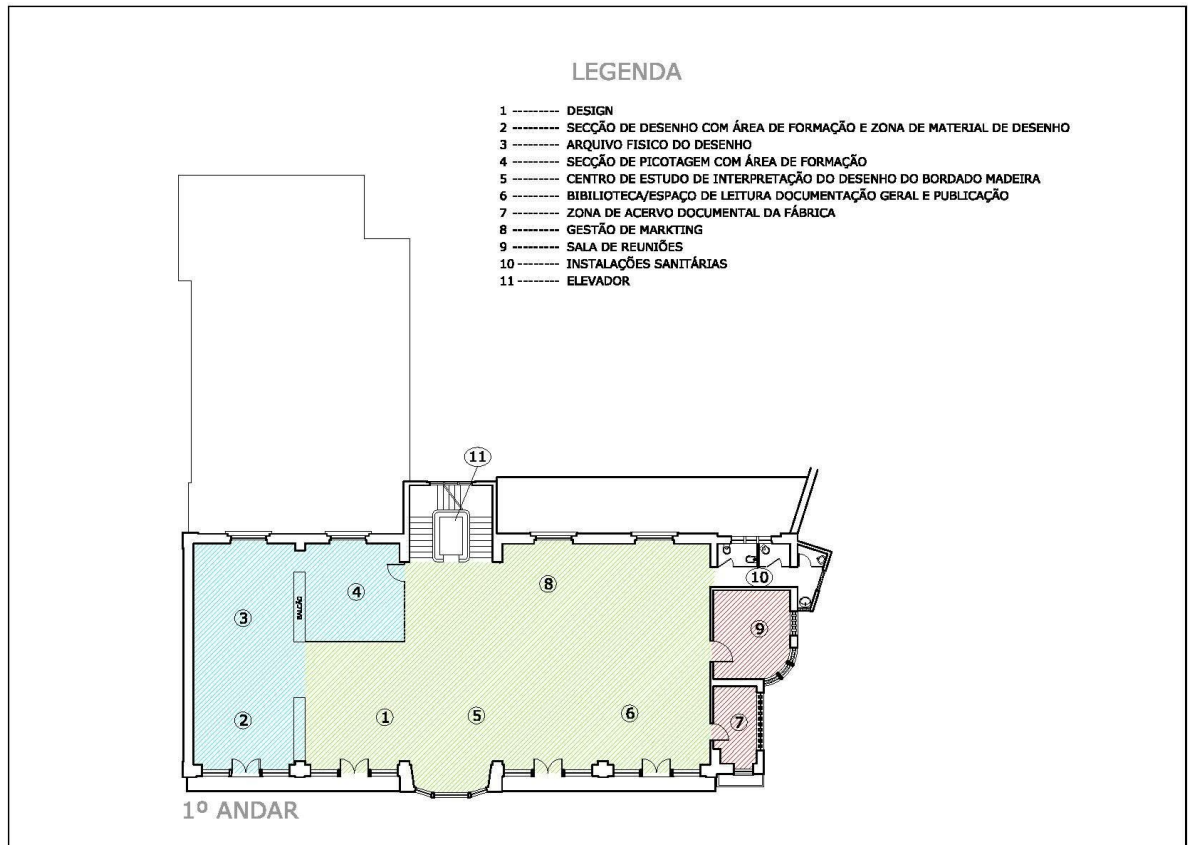 LEGENDA
1 --------- DESIGN
2 --------- SECÇÃO DE DESENHO COM ÁREA DE FORMAÇÃO E ZONA DE MATERIAL DE DESENHO
3 --------- ARQUIVO FISICO DO DESENHO
4 --------- SECÇÃO DE PICOTAGEM COM ÁREA DE FORMAÇÃO
5 --------- CENTRO DE ESTUDO DE INTERPRETAÇÃO DO DESENHO DO BORDADO MADEIRA
6 --------- BIBILIOTECA/ESPAÇO DE LEITURA DOCUMENTAÇÃO GERAL E PUBLICAÇÃO
7 --------- ZONA DE ACERVO DOCUMENTAL DA FÁBRICA
8 --------- GESTÃO DE MARKTING
9 --------- SALA DE REUNIÕES
10 -------- INSTALAÇÕES SANITÁRIAS
11 -------- ELEVADOR
11
8
10
4
BALCÃO
3
9
2
1
5
6
7
1º ANDAR